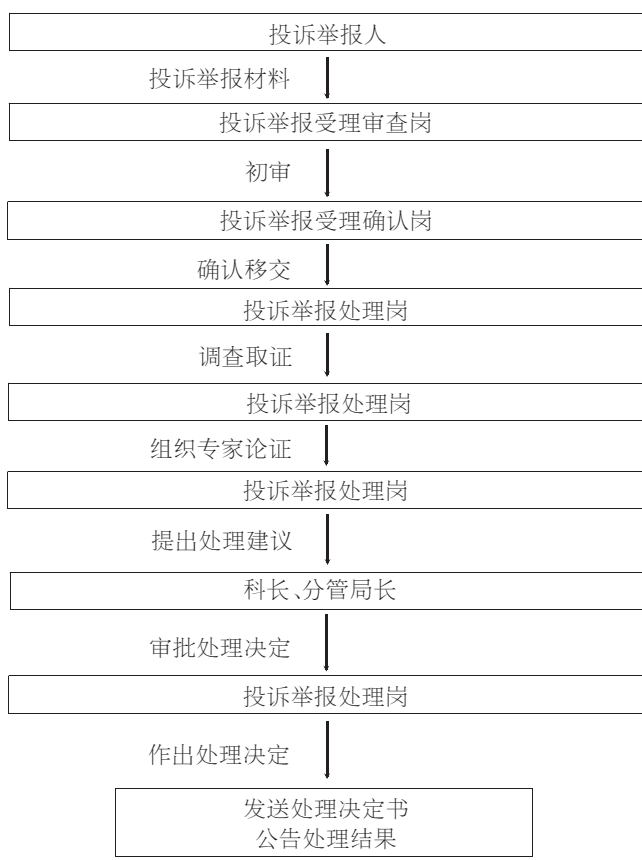 投诉举报人
投诉举报材料
投诉举报受理审查岗
初审
投诉举报受理确认岗
确认移交
投诉举报处理岗
调查取证
投诉举报处理岗
组织专家论证
投诉举报处理岗
提出处理建议
科长、分管局长
审批处理决定
投诉举报处理岗
作出处理决定
发送处理决定书
公告处理结果